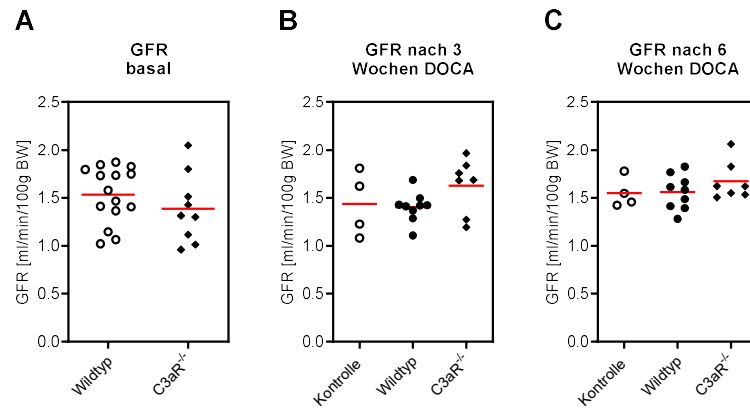 A
GFR
basal
GFR [ml/min/100g BW]
2.5
2.0
1.5
1.0
0.5
0.0
Wildtyp
C3aR-/-
B
GFR nach 3
Wochen DOCA
GFR [ml/min/100g BW]
2.5
2.0
1.5
1.0
0.5
0.0
Kontrolle
Wildtyp
C3aR-/-
C
GFR nach 6
Wochen DOCA
GFR [ml/min/100g BW]
2.5
2.0
1.5
1.0
0.5
0.0
Kontrolle
Wildtyp
C3aR-/-